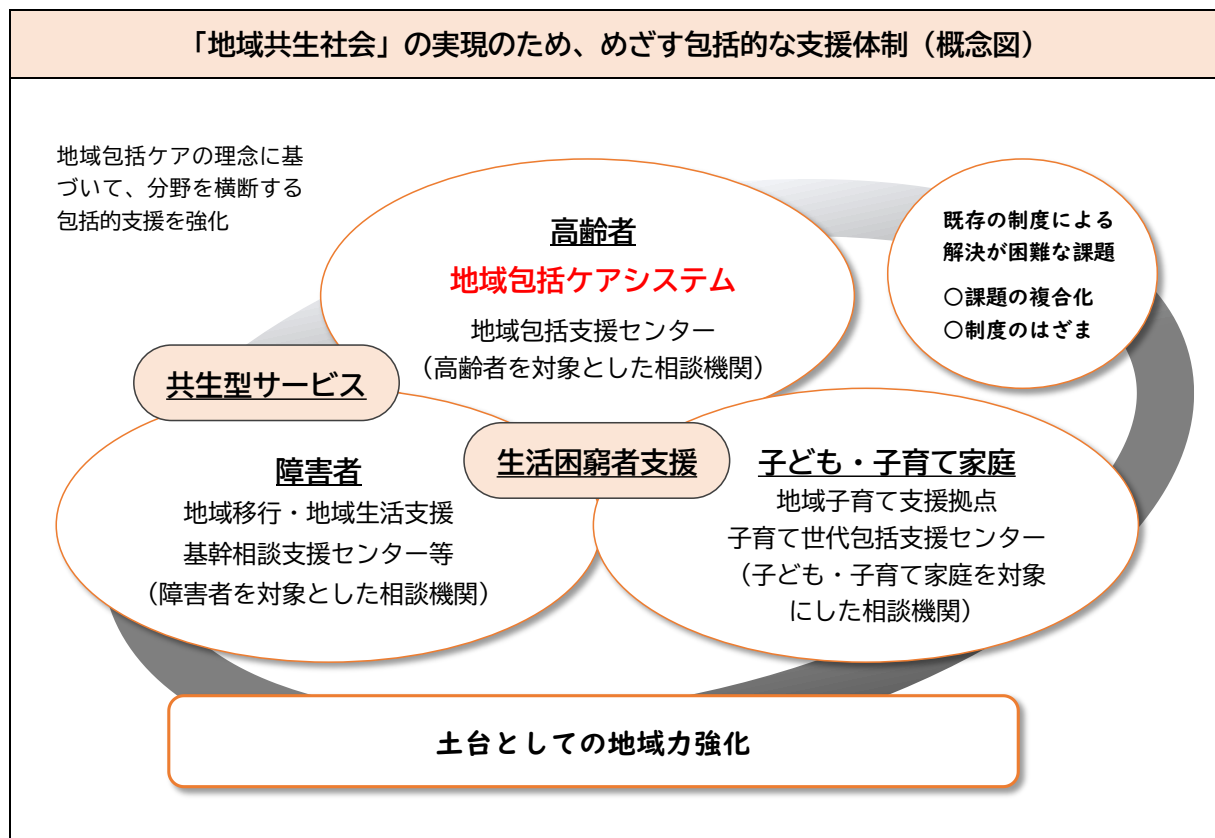 「地域共生社会」の実現のため、めざす包括的な支援体制（概念図）
地域包括ケアの理念に基
づいて、分野を横断する
包括的支援を強化
高齢者
地域包括ケアシステム
地域包括支援センター
（高齢者を対象とした相談機関）
既存の制度による
解決が困難な課題
〇課題の複合化
〇制度のはざま
共生型サービス
生活困窮者支援
障害者
地域移行・地域生活支援
基幹相談支援センター等
（障害者を対象とした相談機関）
子ども・子育て家庭
地域子育て支援拠点
子育て世代包括支援センター
（子ども・子育て家庭を対象
にした相談機関）
土台としての地域力強化